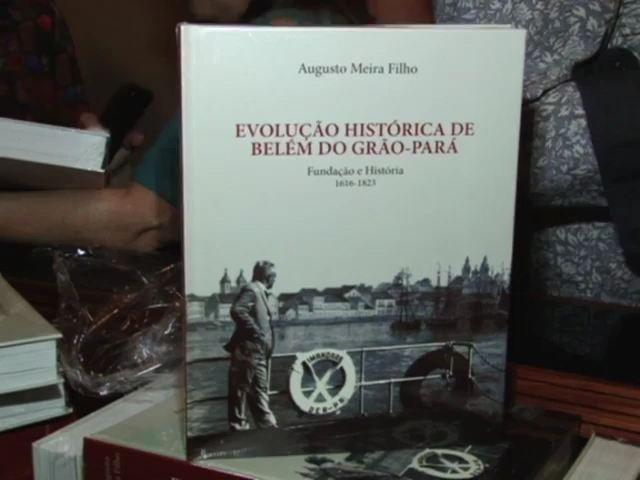 Augusto Meira Filho
EVOLUÇÃO HISTÓRICA DE
BELÉM DO GRÃO-PARÁ
Fundação e História
1616-1823